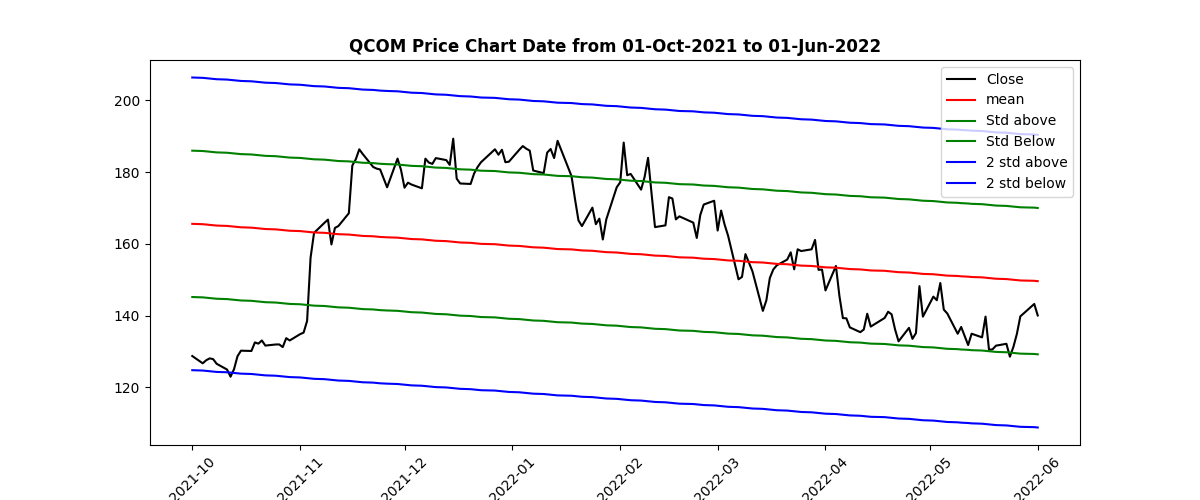 QCOM Price Chart Date from 01-Oct-2021 to 01-Jun-2022
Close
mean
Std above
Std Below
2 std above
2 std below
200
180
160
140
120
2021-10
2021-11
2021-12
2022-01
2022-02
2022-03
2022-04
2022-05
2022-06